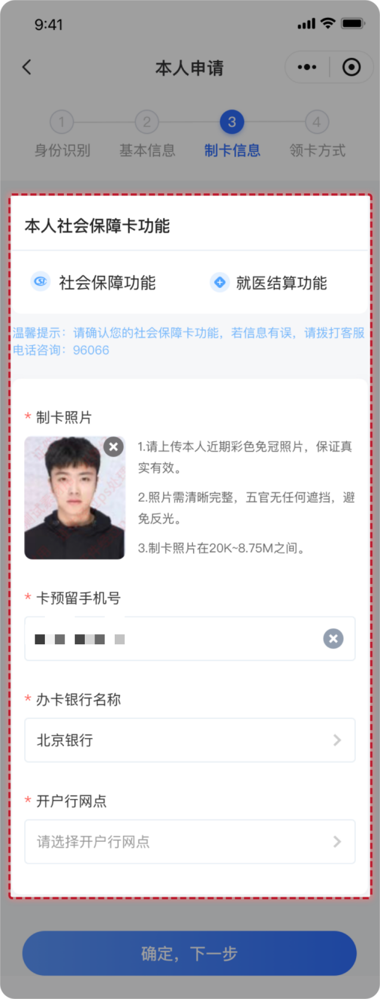 9:41
本人申请
1
2
3
4
身份识别
基本信息
制卡信息
领卡方式
本人社会保障卡功能
社会保障功能
就医结算功能
温馨提示：请确认您的社会保障卡功能，若信息有误，请拨打客服
电话咨询：96066
* 制卡照片
1.请上传本人近期彩色免冠照片，保证真
实有效。
2.照片需清晰完整，五官无任何遮挡，避
免反光。
3.制卡照片在20K~8.75M之间。
* 卡预留手机号
* 办卡银行名称
北京银行
* 开户行网点
请选择开户行网点
确定，下一步